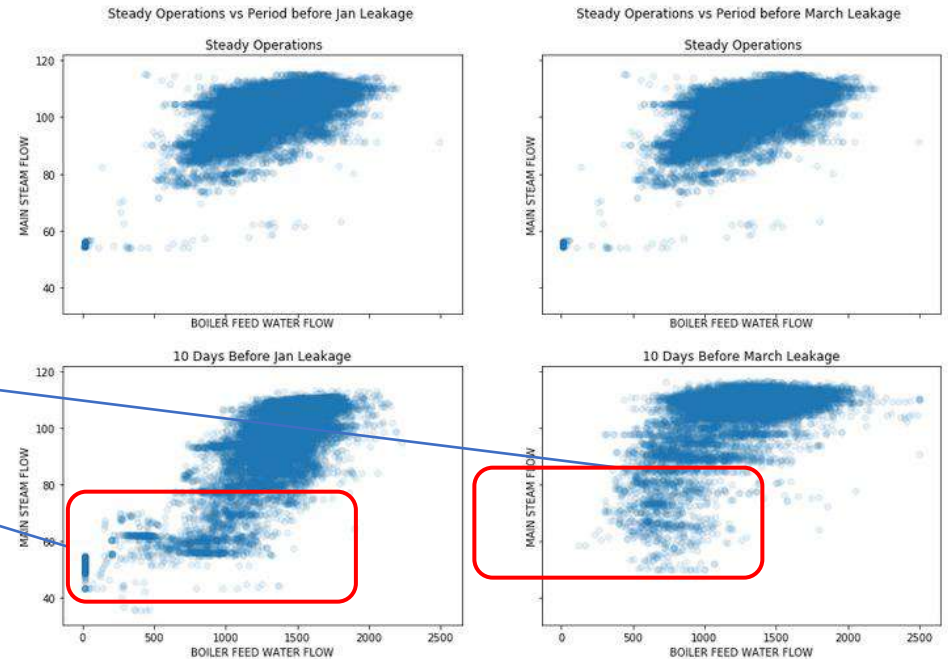 Steady Operations vs Period before Jan Leakage
Steady Operations vs Period before March Leakage
Steady Operations
120
100
80
60
40
MAIN STEAM FLOW
BOILER FEED WATER FLOW
Steady Operations
MAIN STEAM FLOW
BOILER FEED WATER FLOW
10 Days Before Jan Leakage
120
100
80
60
40
MAIN STEAM FLOW
0 500 1000 1500 2000 2500
BOILER FEED WATER FLOW
10 Days Before March Leakage
MAIN STEAM FLOW
0 500 1000 1500 2000 2500
BOILER FEED WATER FLOW